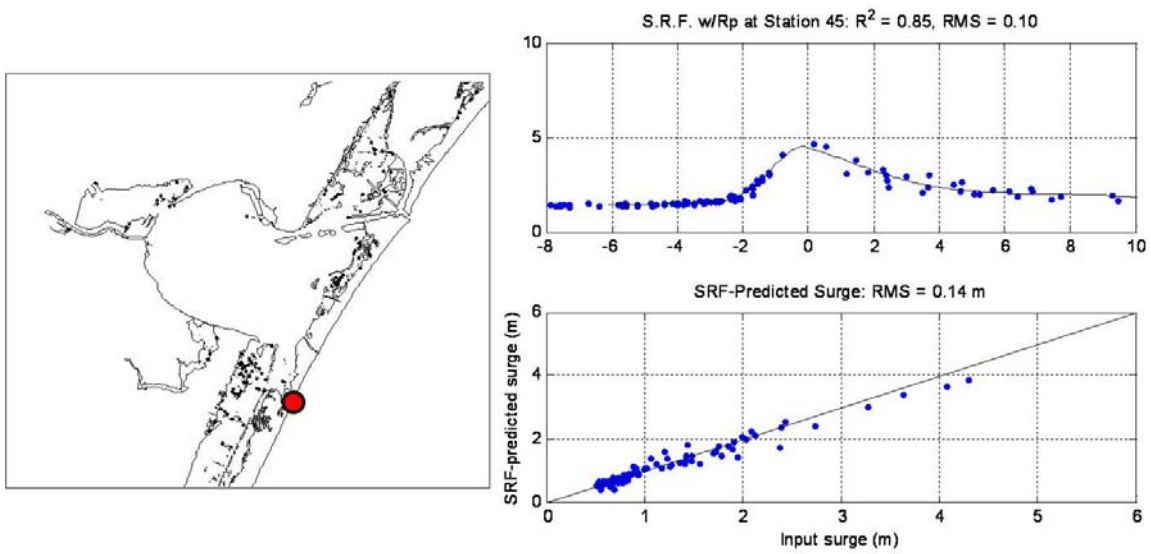 S.R.F. w/Rp at Station 45: R² = 0.85, RMS = 0.10
10
5
0
-8 -6 -4 -2 0 2 4 6 8 10
SRF-Predicted Surge: RMS = 0.14 m
SRF-predicted surge (m)
6
4
2
0
0 1 2 3 4 5 6
Input surge (m)